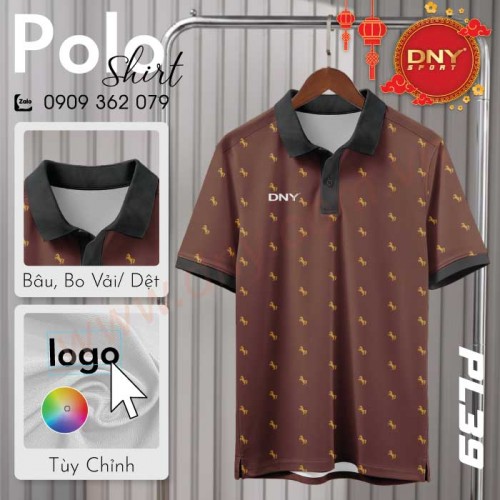 Polo
Shirt
Zalo 0909 362 079
DNY
SPORT
DNY
Bâu, Bo Vải/ Dệt
logo
Tùy Chỉnh
PL39